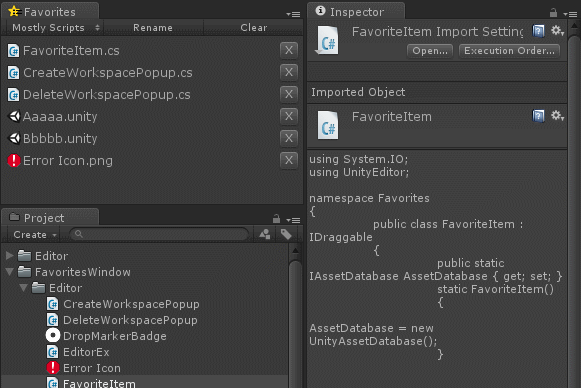 Favorites
Mostly Scripts
Rename
Clear
FavoriteItem.cs
X
CreateWorkspacePopup.cs
X
DeleteWorkspacePopup.cs
X
Aaaaa.unity
X
Bbbbb.unity
X
Error Icon.png
X
Project
Create
Editor
FavoritesWindow
Editor
CreateWorkspacePopup
DeleteWorkspacePopup
DropMarkerBadge
EditorEx
Error Icon
FavoriteItem
Inspector
FavoriteItem Import Setting
Open...
Execution Order...
Imported Object
FavoriteItem
using System.IO;
using UnityEditor;
namespace Favorites
{
public class FavoriteItem :
IDraggable
{
public static
IAssetDatabase AssetDatabase { get; set; }
static FavoriteItem()
{
AssetDatabase = new
UnityAssetDatabase();
}